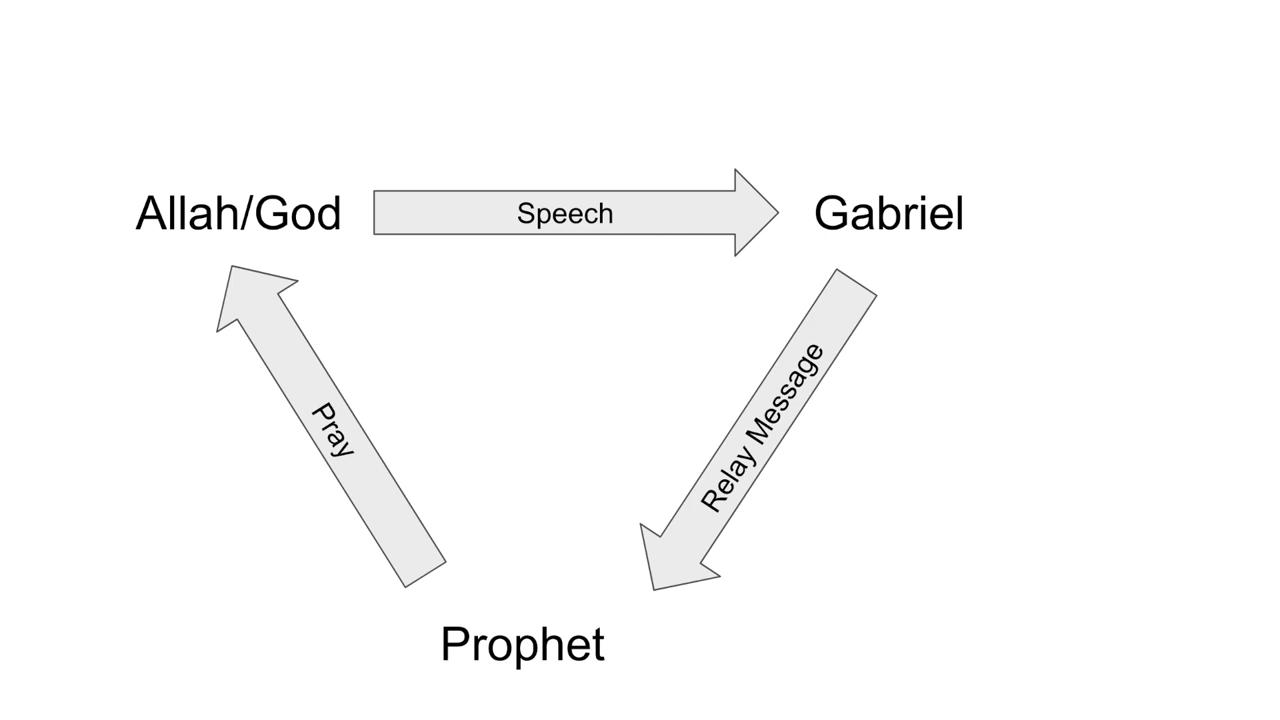 Allah/God
Speech
Gabriel
Pray
Relay Message
Prophet